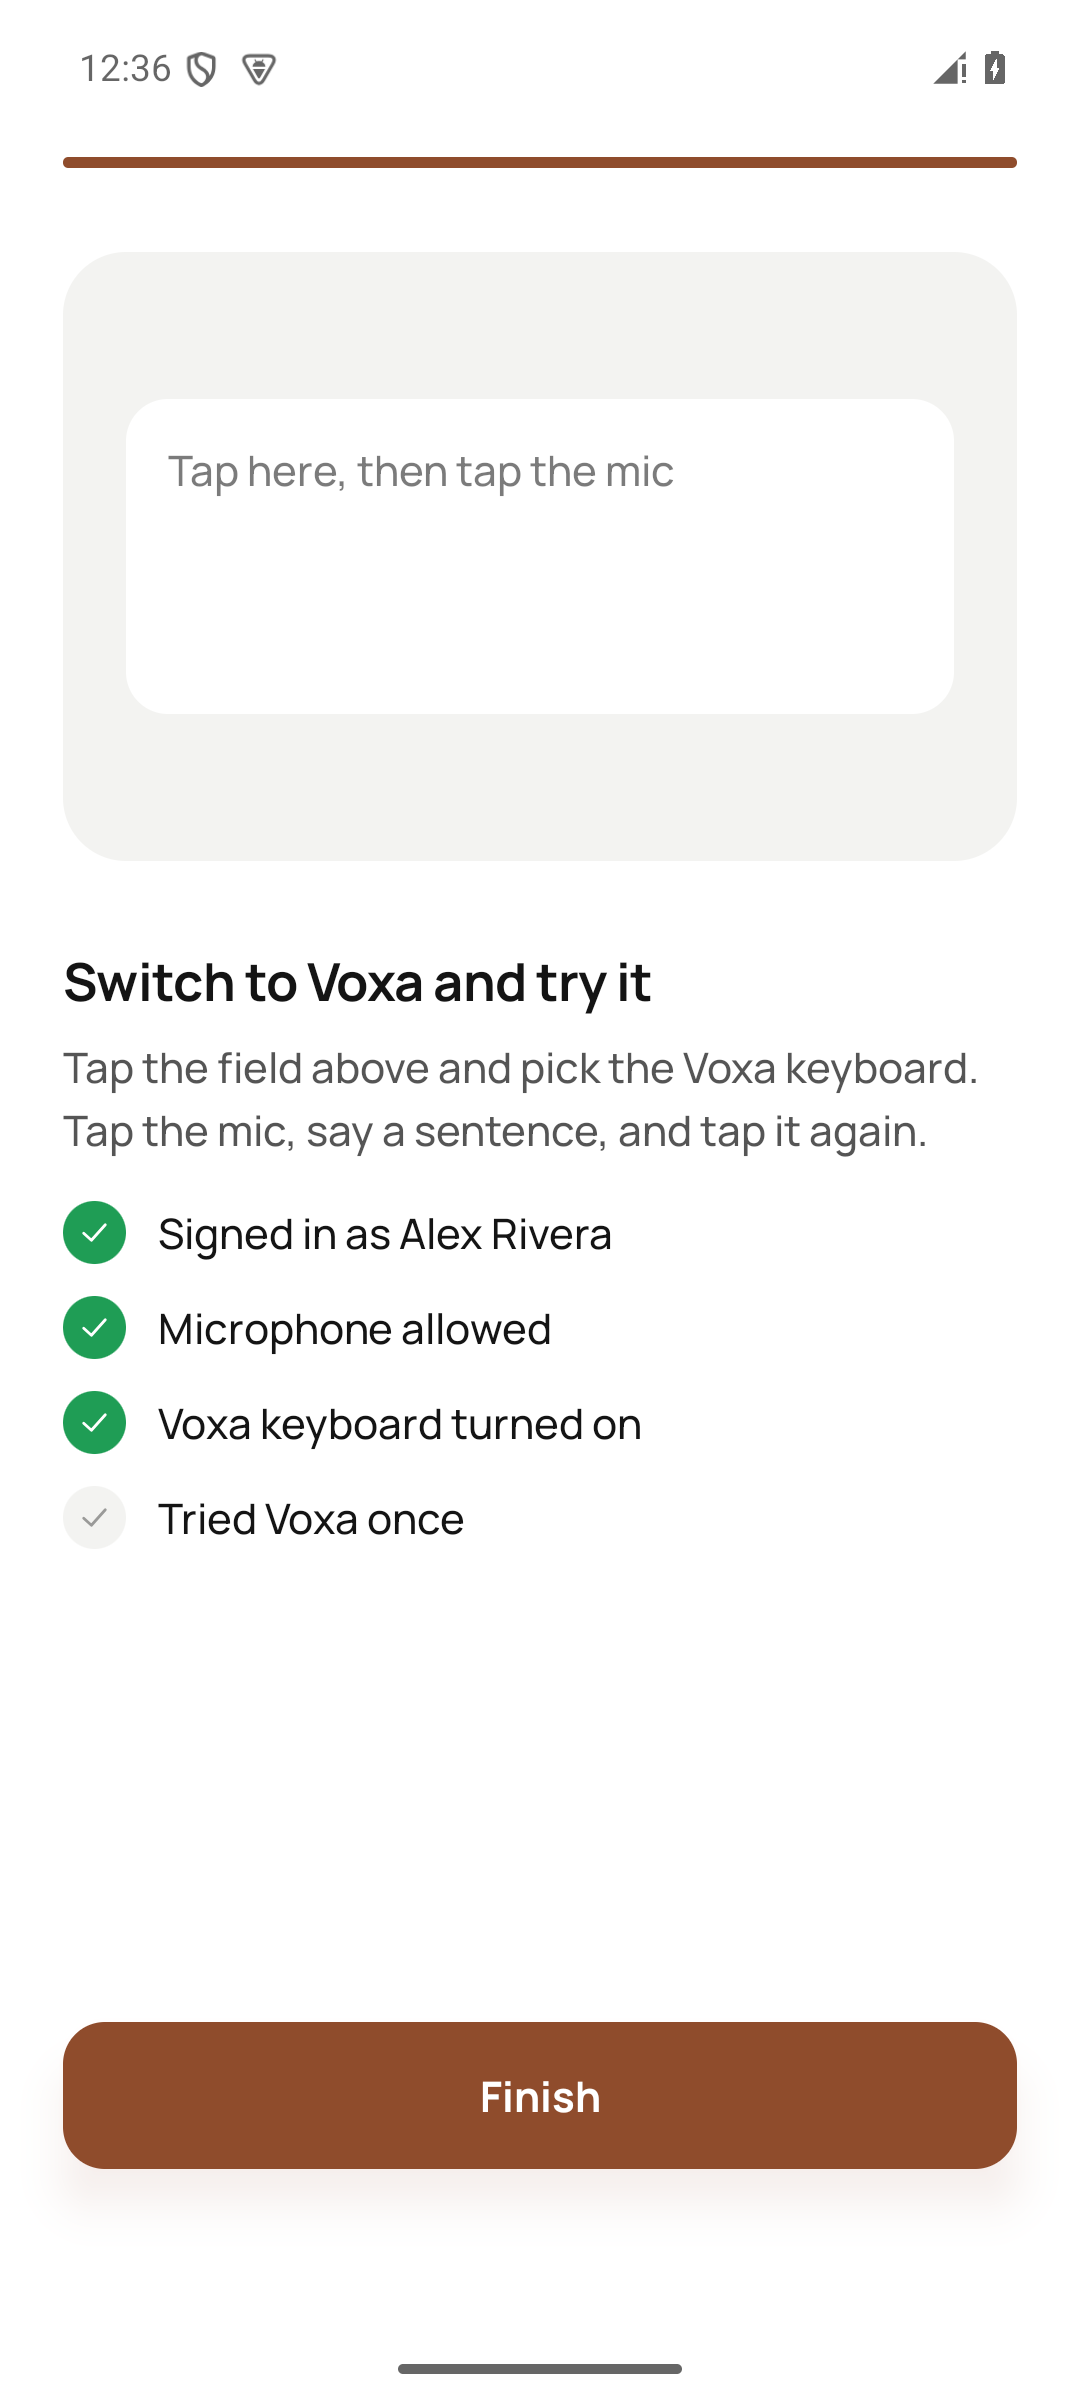 12:36
Tap here, then tap the mic
Switch to Voxa and try it
Tap the field above and pick the Voxa keyboard.
Tap the mic, say a sentence, and tap it again.
Signed in as Alex Rivera
Microphone allowed
Voxa keyboard turned on
Tried Voxa once
Finish